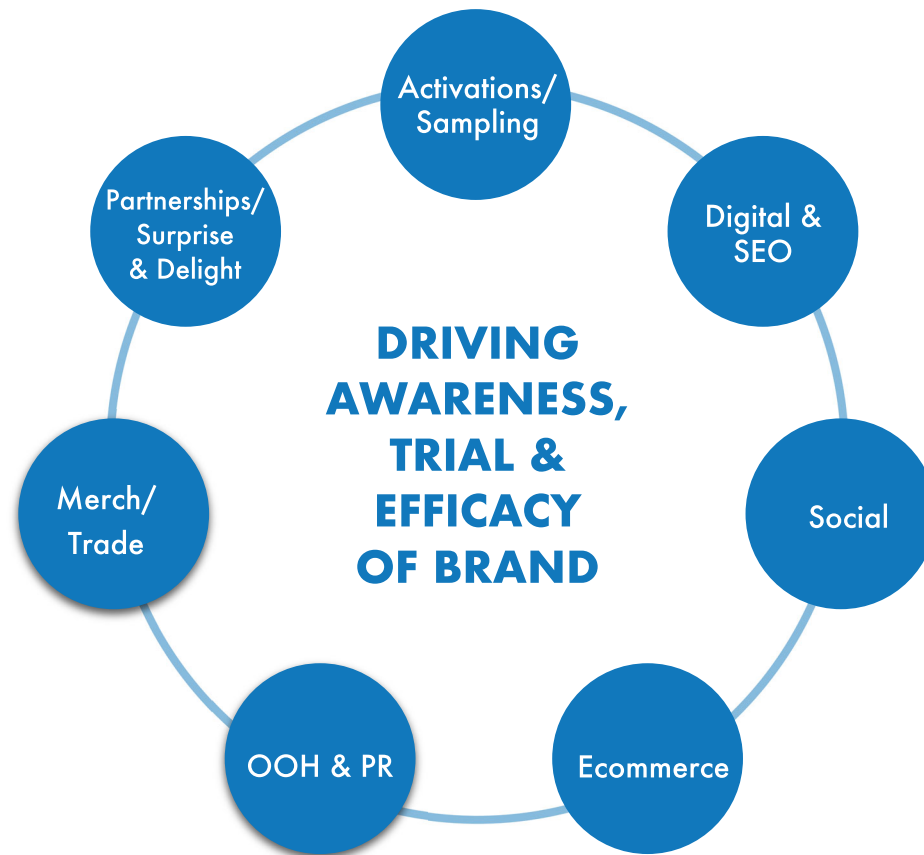 Activations/
Sampling
Digital &
SEO
Social
Ecommerce
OOH & PR
Merch/
Trade
Partnerships/
Surprise
& Delight
DRIVING
AWARENESS,
TRIAL &
EFFICACY
OF BRAND